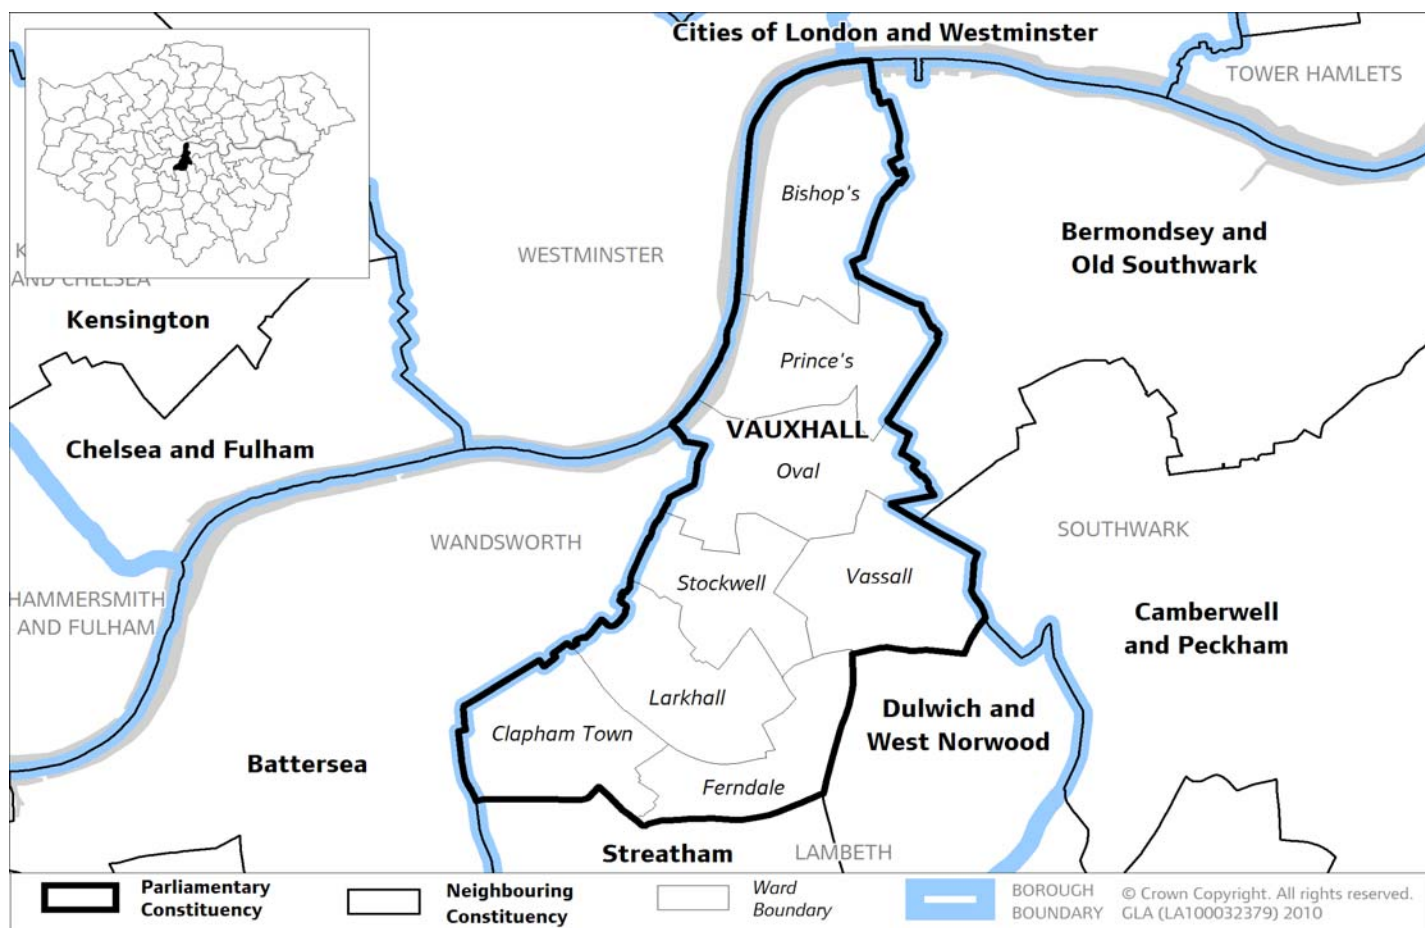 Cities of London and Westminster
TOWER HAMLETS
Bishop's
Bermondsey and
Old Southwark
WESTMINSTER
K
AND CHELSEA
Kensington
Prince's
Chelsea and Fulham
VAUXHALL
Oval
WANDSWORTH
SOUTHWARK
Stockwell
Vassall
HAMMERSMITH
AND FULHAM
Camberwell
and Peckham
Larkhall
Clapham Town
Dulwich and
West Norwood
Battersea
Ferndale
Streatham
LAMBETH
Parliamentary
Constituency
Neighbouring
Constituency
Ward
Boundary
BOROUGH
BOUNDARY
© Crown Copyright. All rights reserved.
GLA (LA100032379) 2010